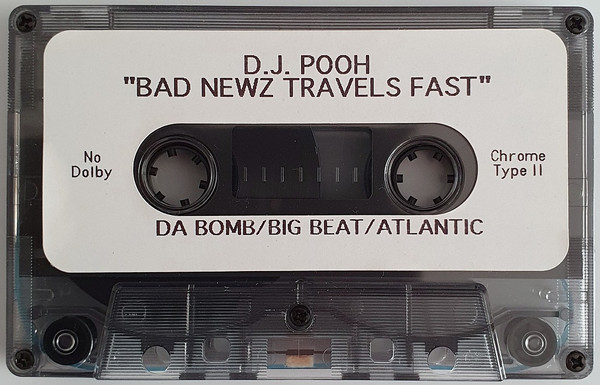 D.J. POOH
"BAD NEWZ TRAVELS FAST"
No
Dolby
Chrome
Type II
DA BOMB/BIG BEAT/ATLANTIC